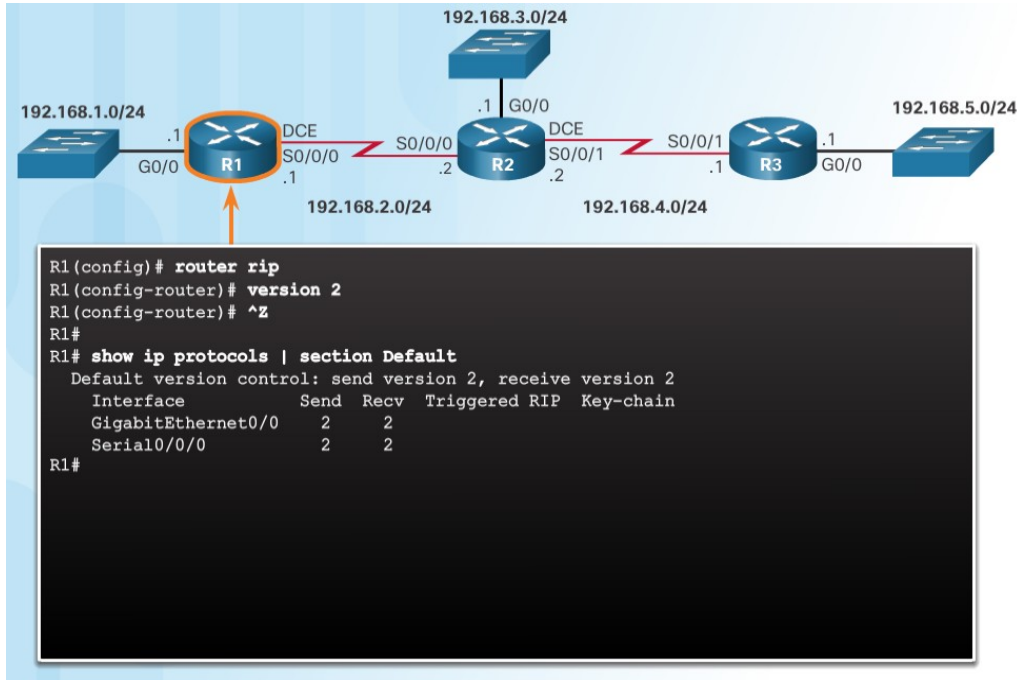 192.168.3.0/24
192.168.1.0/24
192.168.5.0/24
.1 G0/0
.1 DCE S0/0/0 DCE S0/0/1 .1
G0/0 R1 S0/0/0 .2 R2 S0/0/1 .1 R3 G0/0
.1 .2
192.168.2.0/24 192.168.4.0/24
R1(config)# router rip
R1(config-router)# version 2
R1(config-router)# ^Z
R1#
R1# show ip protocols | section Default
Default version control: send version 2, receive version 2
Interface Send Recv Triggered RIP Key-chain
GigabitEthernet0/0 2 2
Serial0/0/0 2 2
R1#